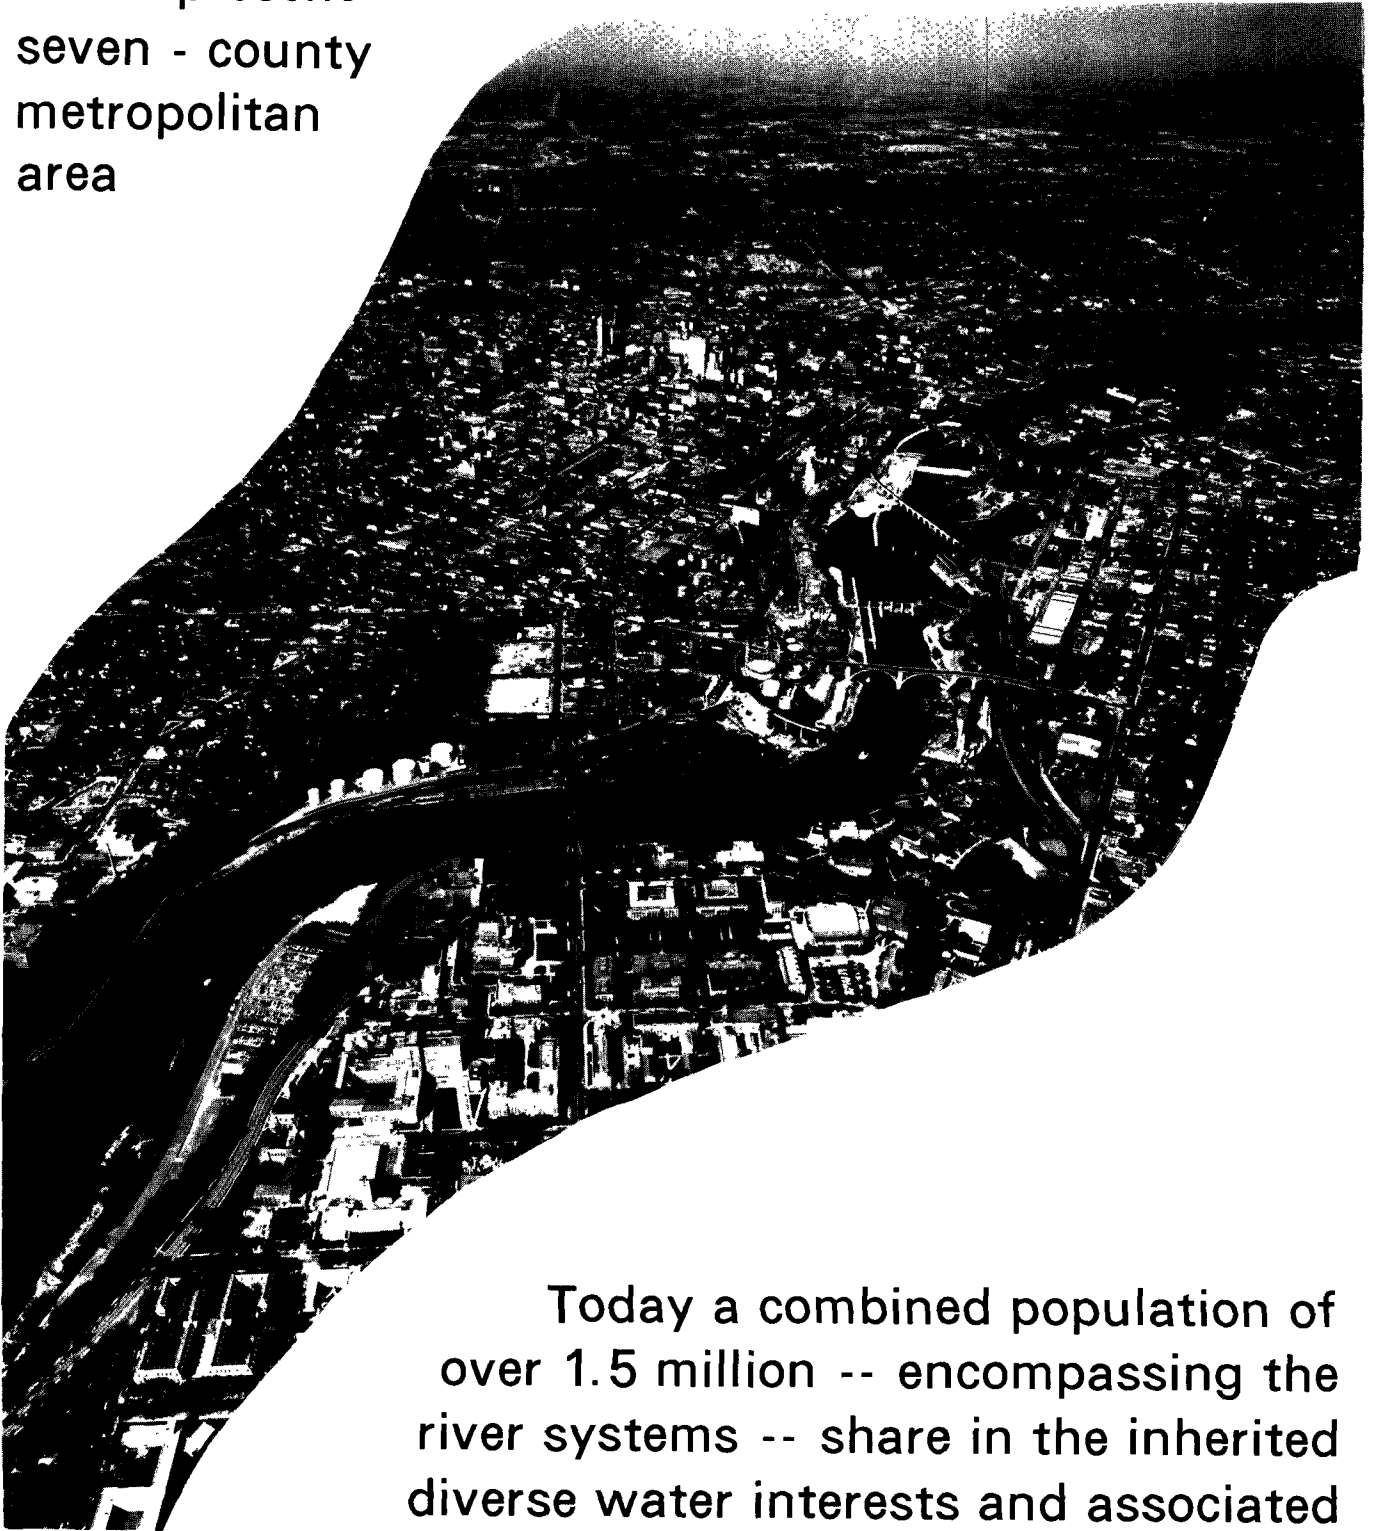 seven - county
metropolitan
area
Today a combined population of
over 1.5 million -- encompassing the
river systems -- share in the inherited
diverse water interests and associated